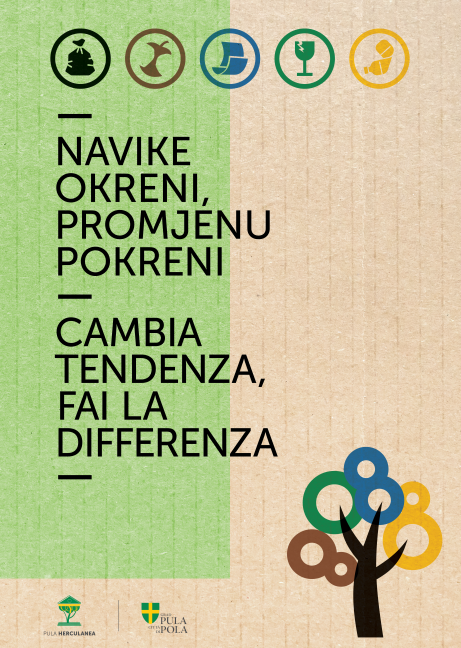 NAVIKE
OKRENI,
PROMJENU
POKRENI
CAMBIA
TENDENZA,
FAI LA
DIFFERENZA
PULA HERCULANEA
PULA
POLA